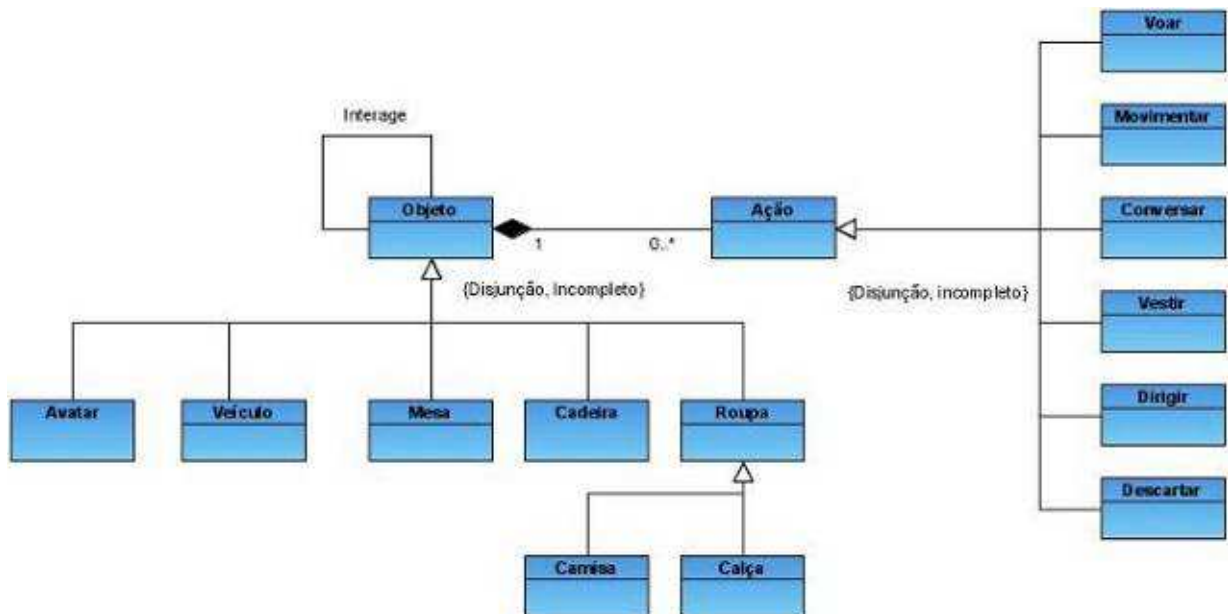 Voar
Interage
Movimentar
Objeto
1
0..*
Ação
Conversar
{Disjunção, Incompleto}
{Disjunção, incompleto}
Vestir
Avatar
Veículo
Mesa
Cadeira
Roupa
Dirigir
Descartar
Camisa
Calça